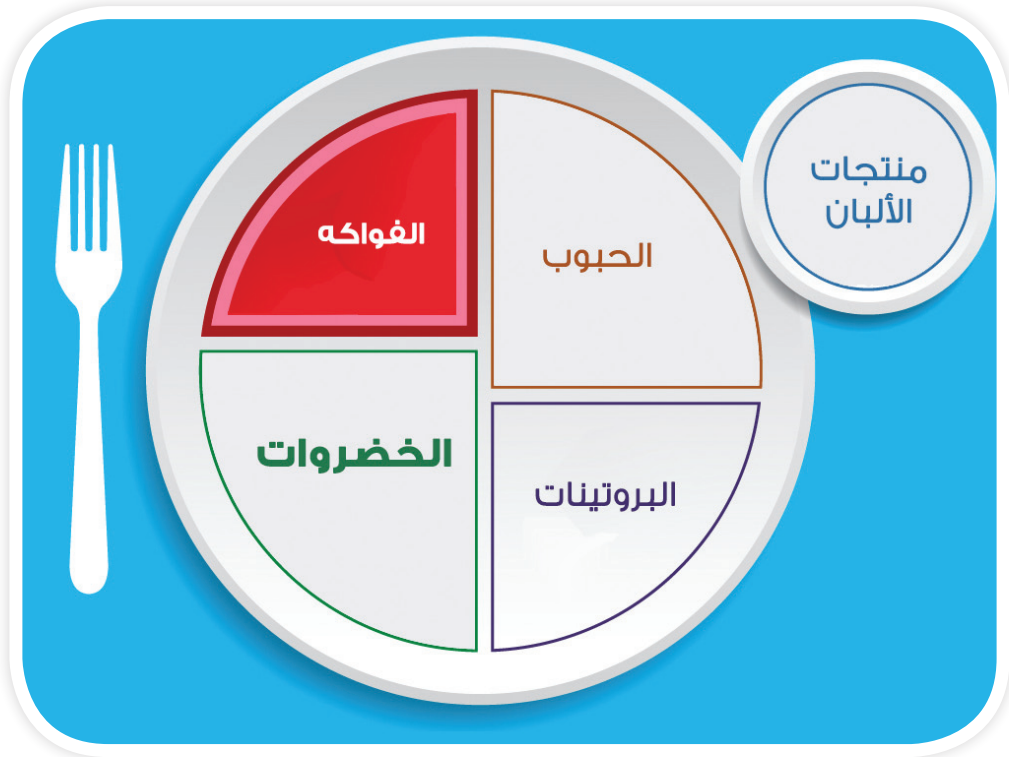 منتجات
الألبان
الحبوب
الفواكه
البروتينات
الخضروات